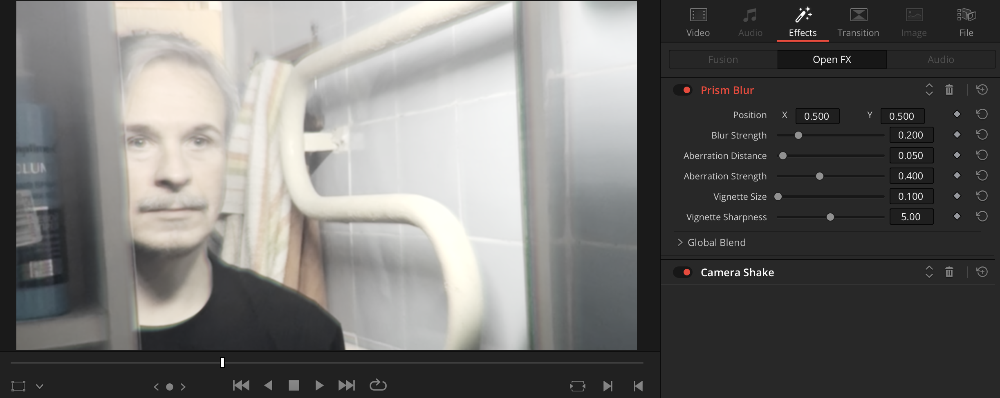 Video Audio Effects Transition Image File
Fusion Open FX Audio
Prism Blur
Position X 0.500 Y 0.500
Blur Strength 0.200
Aberration Distance 0.050
Aberration Strength 0.400
Vignette Size 0.100
Vignette Sharpness 5.00
Global Blend
Camera Shake